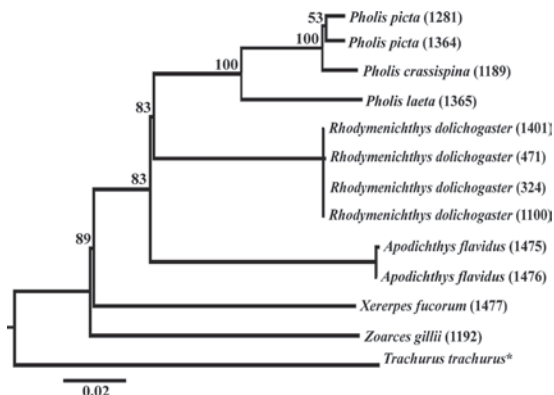 53
Pholis picta (1281)
Pholis picta (1364)
100
Pholis crassispina (1189)
100
Pholis laeta (1365)
83
Rhodymenichthys dolichogaster (1401)
Rhodymenichthys dolichogaster (471)
Rhodymenichthys dolichogaster (324)
Rhodymenichthys dolichogaster (1100)
83
Apodichthys flavidus (1475)
Apodichthys flavidus (1476)
89
Xererpes fucorum (1477)
Zoarces gillii (1192)
Trachurus trachurus*
0.02